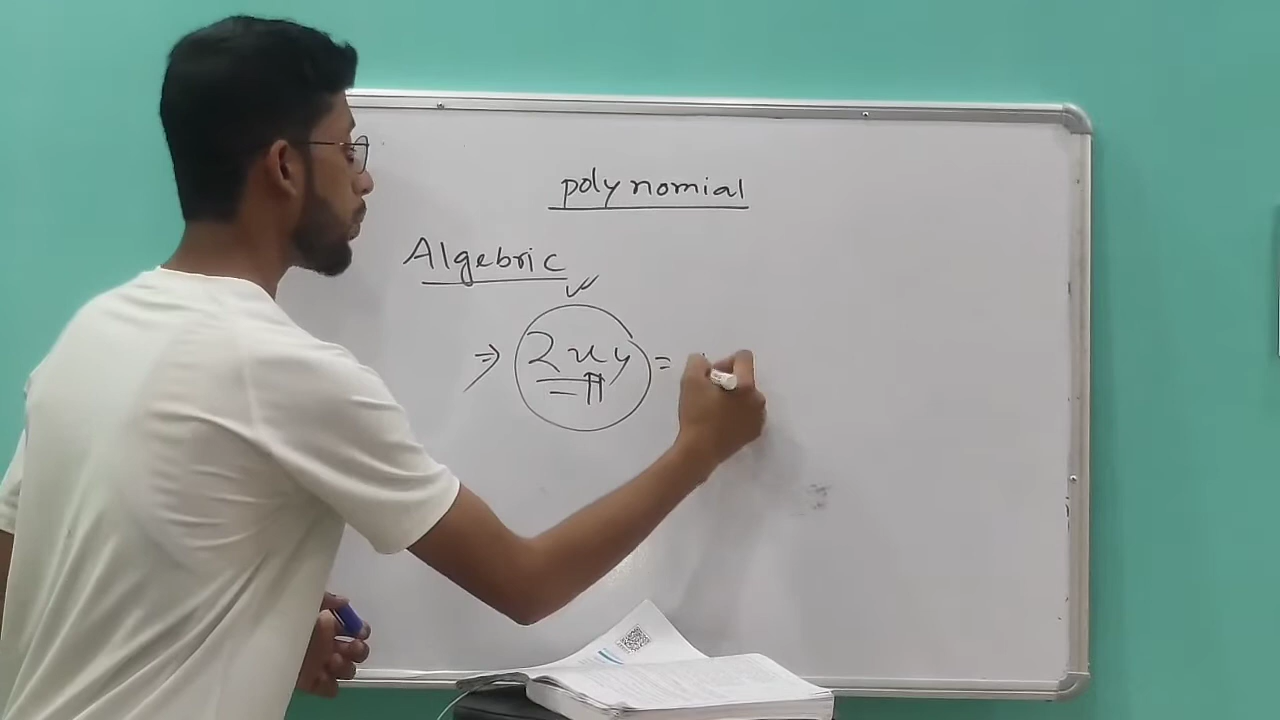 polynomial
Algebric
⇒ 2xy =
-π